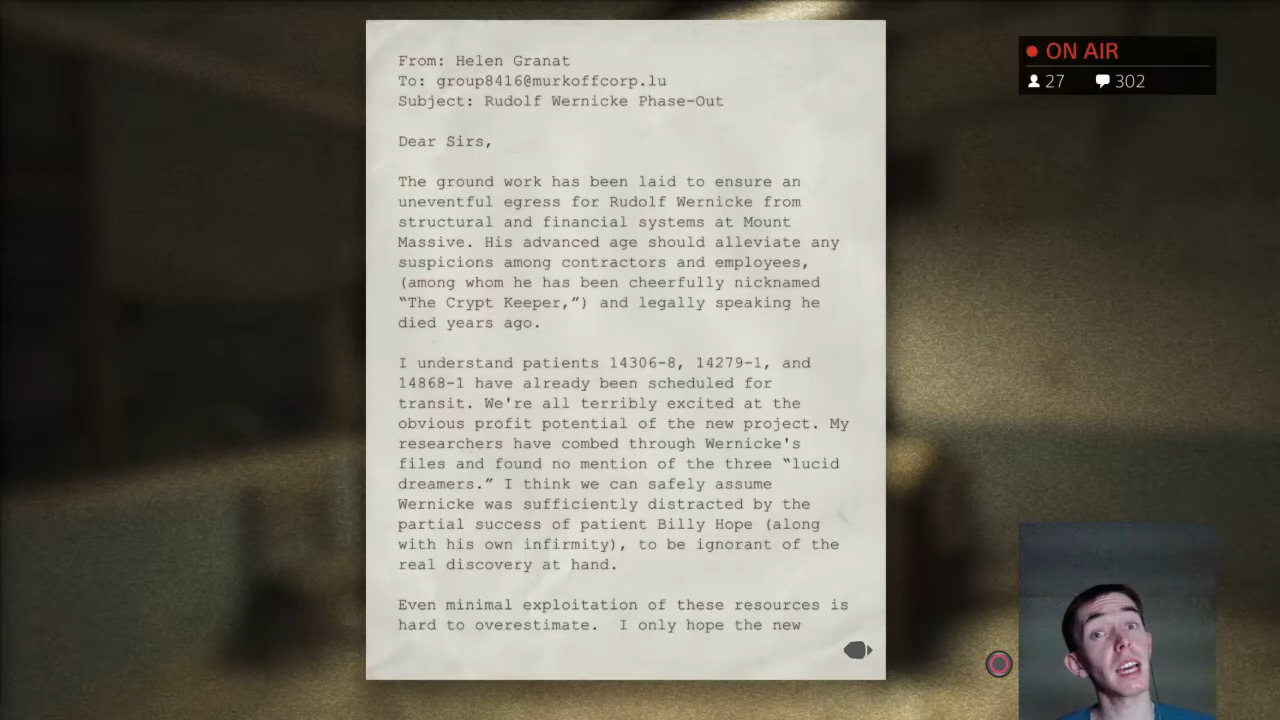 From: Helen Granat
To: group8416@murkoffcorp.lu
Subject: Rudolf Wernicke Phase-Out
Dear Sirs,
The ground work has been laid to ensure an
uneventful egress for Rudolf Wernicke from
structural and financial systems at Mount
Massive. His advanced age should alleviate any
suspicions among contractors and employees,
(among whom he has been cheerfully nicknamed
“The Crypt Keeper,”) and legally speaking he
died years ago.
I understand patients 14306-8, 14279-1, and
14868-1 have already been scheduled for
transit. We're all terribly excited at the
obvious profit potential of the new project. My
researchers have combed through Wernicke's
files and found no mention of the three “lucid
dreamers.” I think we can safely assume
Wernicke was sufficiently distracted by the
partial success of patient Billy Hope (along
with his own infirmity), to be ignorant of the
real discovery at hand.
Even minimal exploitation of these resources is
hard to overestimate.  I only hope the new
ON AIR
27 302